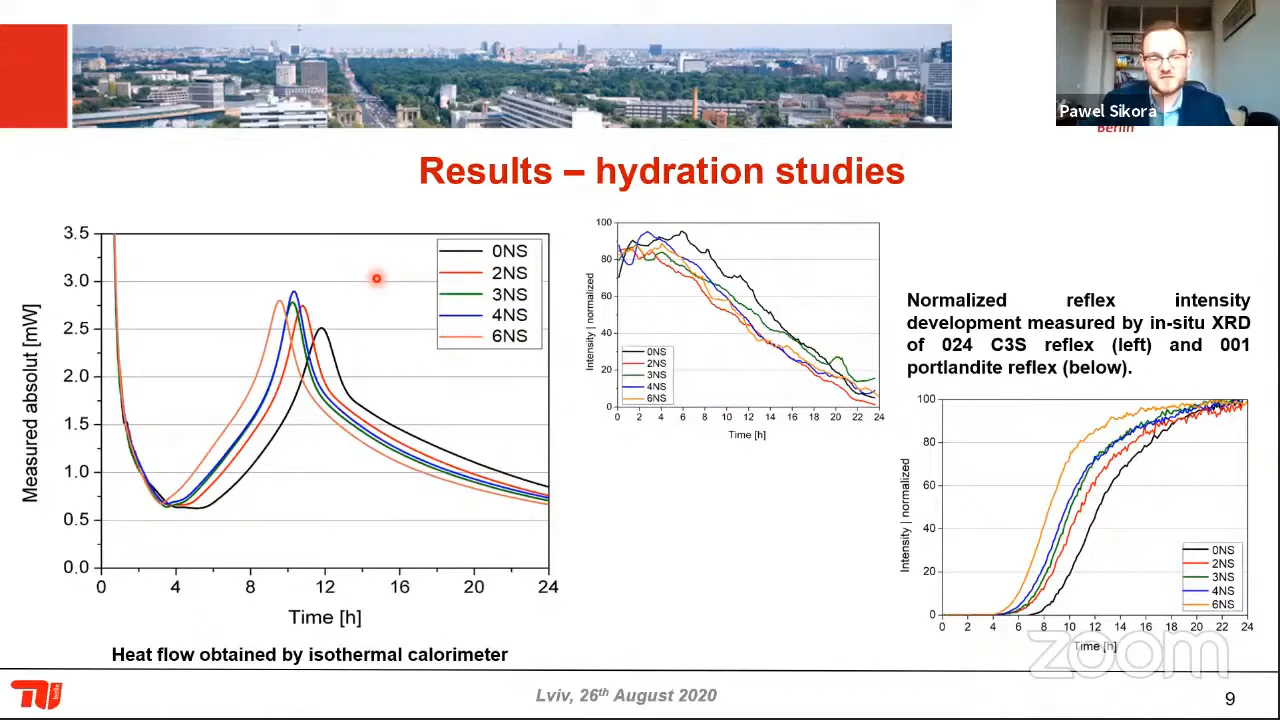 Pawel Sikora
Berlin
Results – hydration studies
3.5
3.0
2.5
2.0
1.5
1.0
0.5
0.0
0 4 8 12 16 20 24
Measured absolut [mW]
Time [h]
0NS
2NS
3NS
4NS
6NS
Heat flow obtained by isothermal calorimeter
100
80
60
40
20
0
0 2 4 6 8 10 12 14 16 18 20 22 24
Intensity | normalized
Time [h]
0NS
2NS
3NS
4NS
6NS
Normalized reflex intensity
development measured by in-situ XRD
of 024 C3S reflex (left) and 001
portlandite reflex (below).
100
80
60
40
20
0
0 2 4 6 8 10 12 14 16 18 20 22 24
Intensity | normalized
Time [h]
0NS
2NS
3NS
4NS
6NS
zoom
berlin
Lviv, 26th August 2020
9